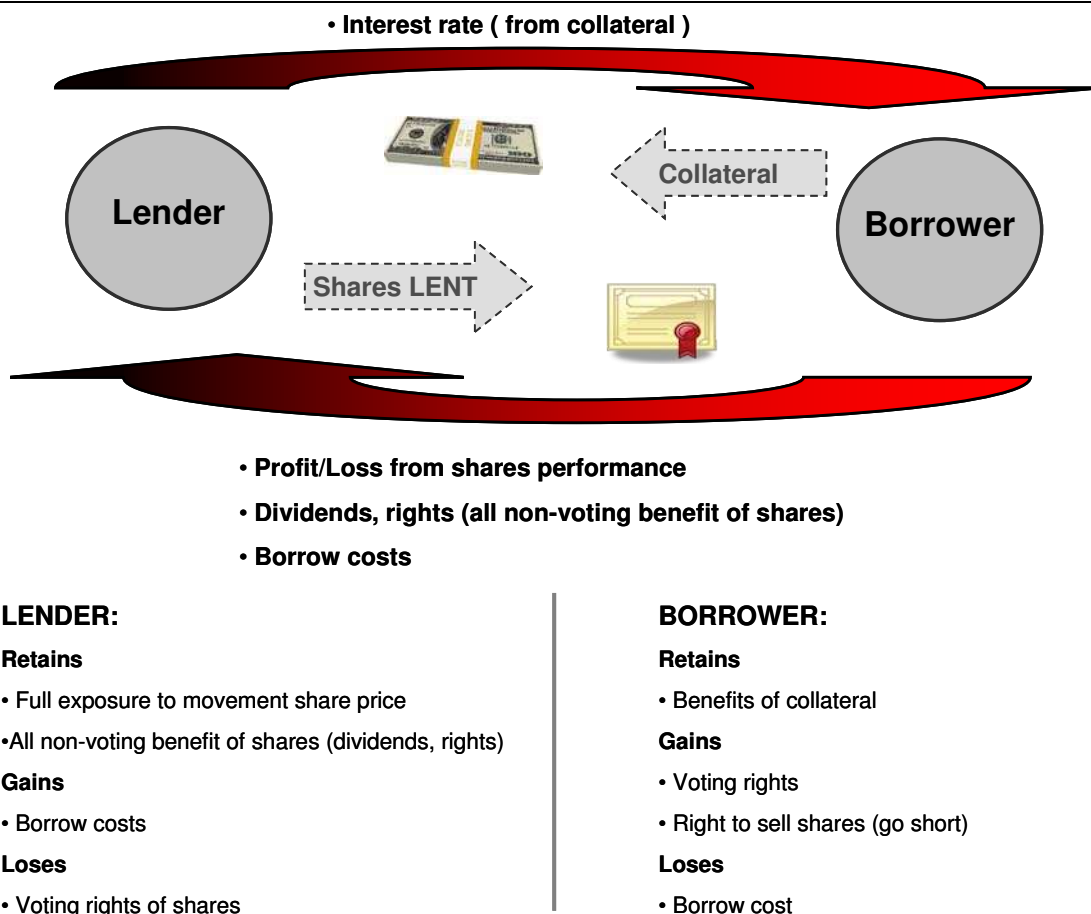 • Interest rate ( from collateral )
Collateral
Lender
Borrower
Shares LENT
• Profit/Loss from shares performance
• Dividends, rights (all non-voting benefit of shares)
• Borrow costs
LENDER:
Retains
• Full exposure to movement share price
•All non-voting benefit of shares (dividends, rights)
Gains
• Borrow costs
Loses
• Voting rights of shares
BORROWER:
Retains
• Benefits of collateral
Gains
• Voting rights
• Right to sell shares (go short)
Loses
• Borrow cost